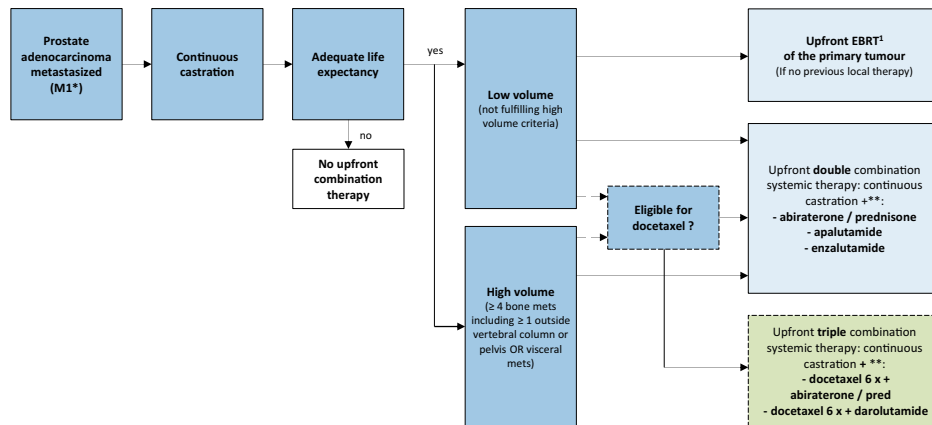 Prostate
adenocarcinoma
metastasized
(M1*)
Continuous
castration
Adequate life
expectancy
yes
no
No upfront
combination
therapy
Low volume
(not fulfilling high
volume criteria)
High volume
(≥ 4 bone mets
including ≥ 1 outside
vertebral column or
pelvis OR visceral
mets)
Eligible for
docetaxel ?
Upfront EBRT¹
of the primary tumour
(If no previous local therapy)
Upfront double combination
systemic therapy: continuous
castration +**:
- abiraterone / prednisone
- apalutamide
- enzalutamide
Upfront triple combination
systemic therapy: continuous
castration + **:
- docetaxel 6 x +
abiraterone / pred
- docetaxel 6 x + darolutamide